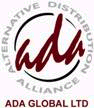 ALTERNATIVE DISTRIBUTION
ALLIANCE
ada
ADA GLOBAL LTD